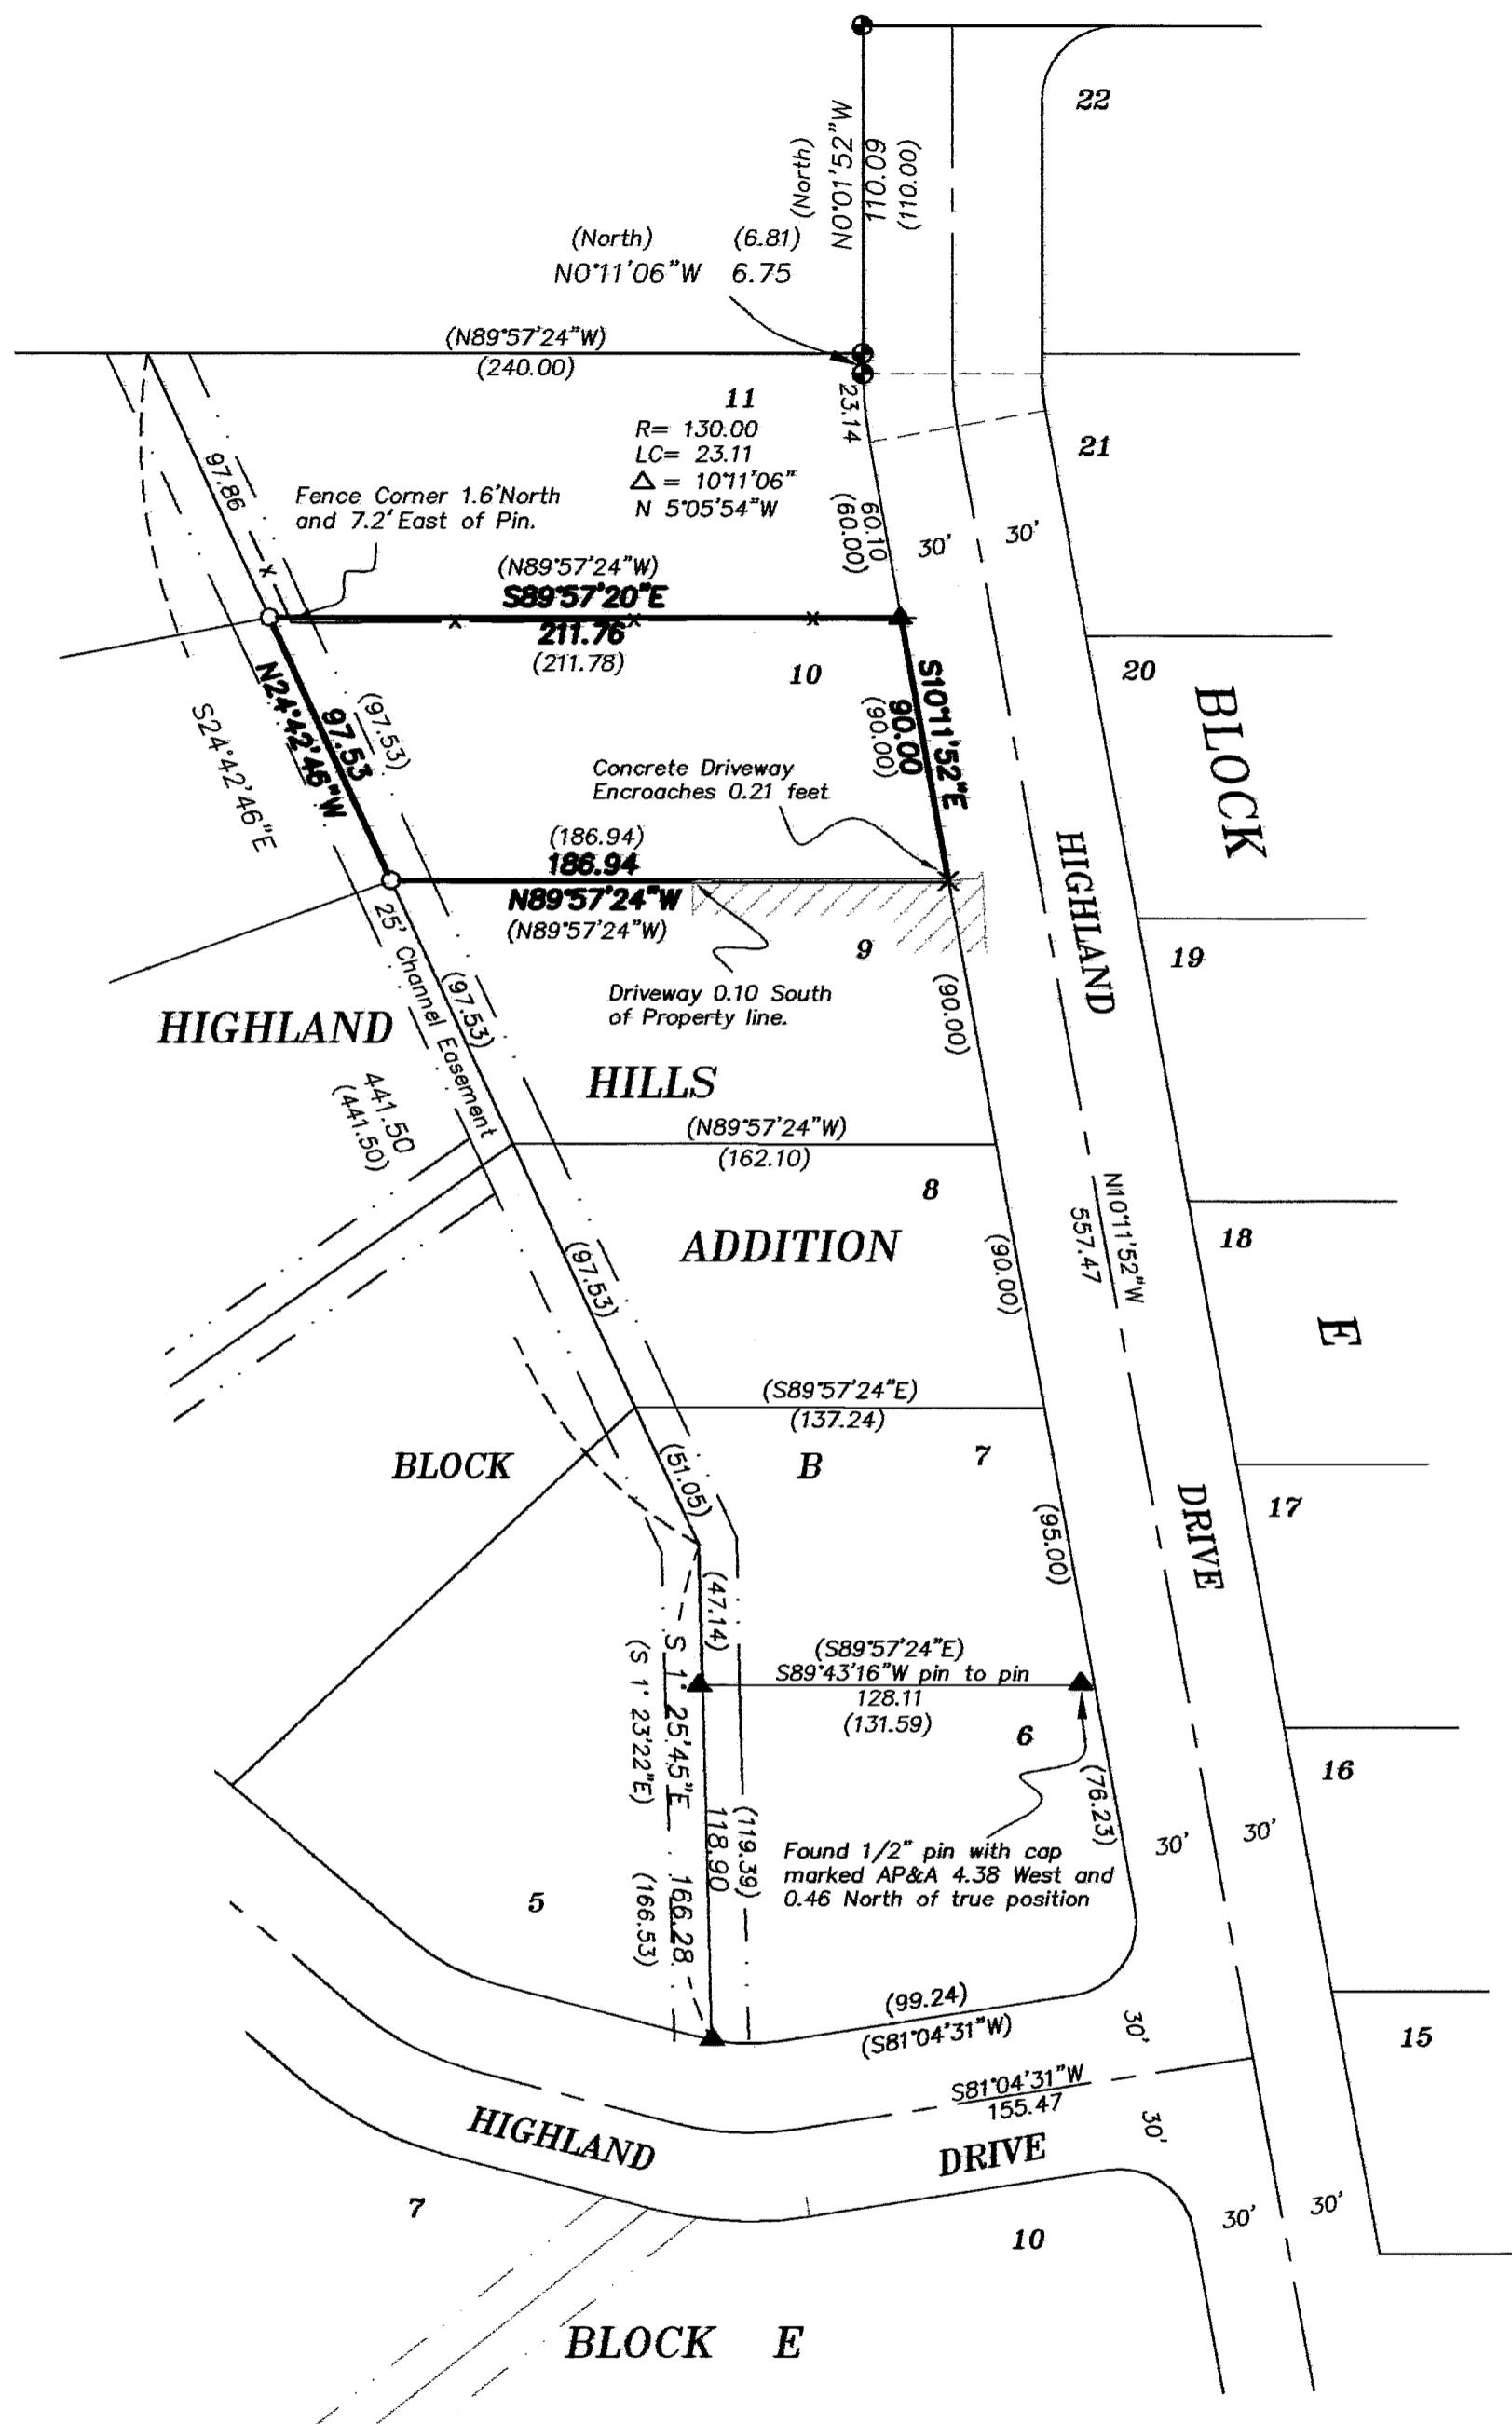 22
(North)
N0°01'52"W
110.09
(110.00)
(North) (6.81)
N0°11'06"W 6.75
(N89°57'24"W)
(240.00)
11
R= 130.00
LC= 23.11
△ = 10°11'06"
N 5°05'54"W
23.14
21
97.86
Fence Corner 1.6'North
and 7.2'East of Pin.
60.10
(60.00)
30'
30'
(N89°57'24"W)
S89°57'20"E
211.76
(211.78)
10
20
BLOCK
N24°42'46"W
97.53
(97.53)
S24°42'46"E
S10°11'52"E
90.00
(90.00)
Concrete Driveway
Encroaches 0.21 feet
(186.94)
186.94
N89°57'24"W
(N89°57'24"W)
9
HIGHLAND
19
25' Channel Easement
(97.53)
Driveway 0.10 South
of Property line.
(90.00)
HIGHLAND
HILLS
441.50
(441.50)
(N89°57'24"W)
(162.10)
8
N10°11'52"W
557.47
18
ADDITION
(97.53)
(90.00)
E
(S89°57'24"E)
(137.24)
BLOCK
B
7
(51.05)
(95.00)
DRIVE
17
(47.14)
S 1° 25'45"E
(S 1° 23'22"E)
(S89°57'24"E)
S89°43'16"W pin to pin
128.11
(131.59)
6
16
(76.23)
118.90
(119.39)
30'
30'
Found 1/2" pin with cap
marked AP&A 4.38 West and
0.46 North of true position
5
166.28
(166.53)
(99.24)
(S81°04'31"W)
30'
15
S81°04'31"W
155.47
30'
HIGHLAND
DRIVE
7
10
30'
30'
BLOCK E